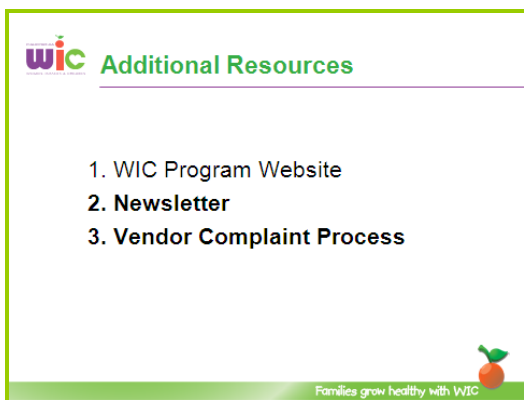 wic
Additional Resources
1. WIC Program Website
2. Newsletter
3. Vendor Complaint Process
Families grow healthy with WIC